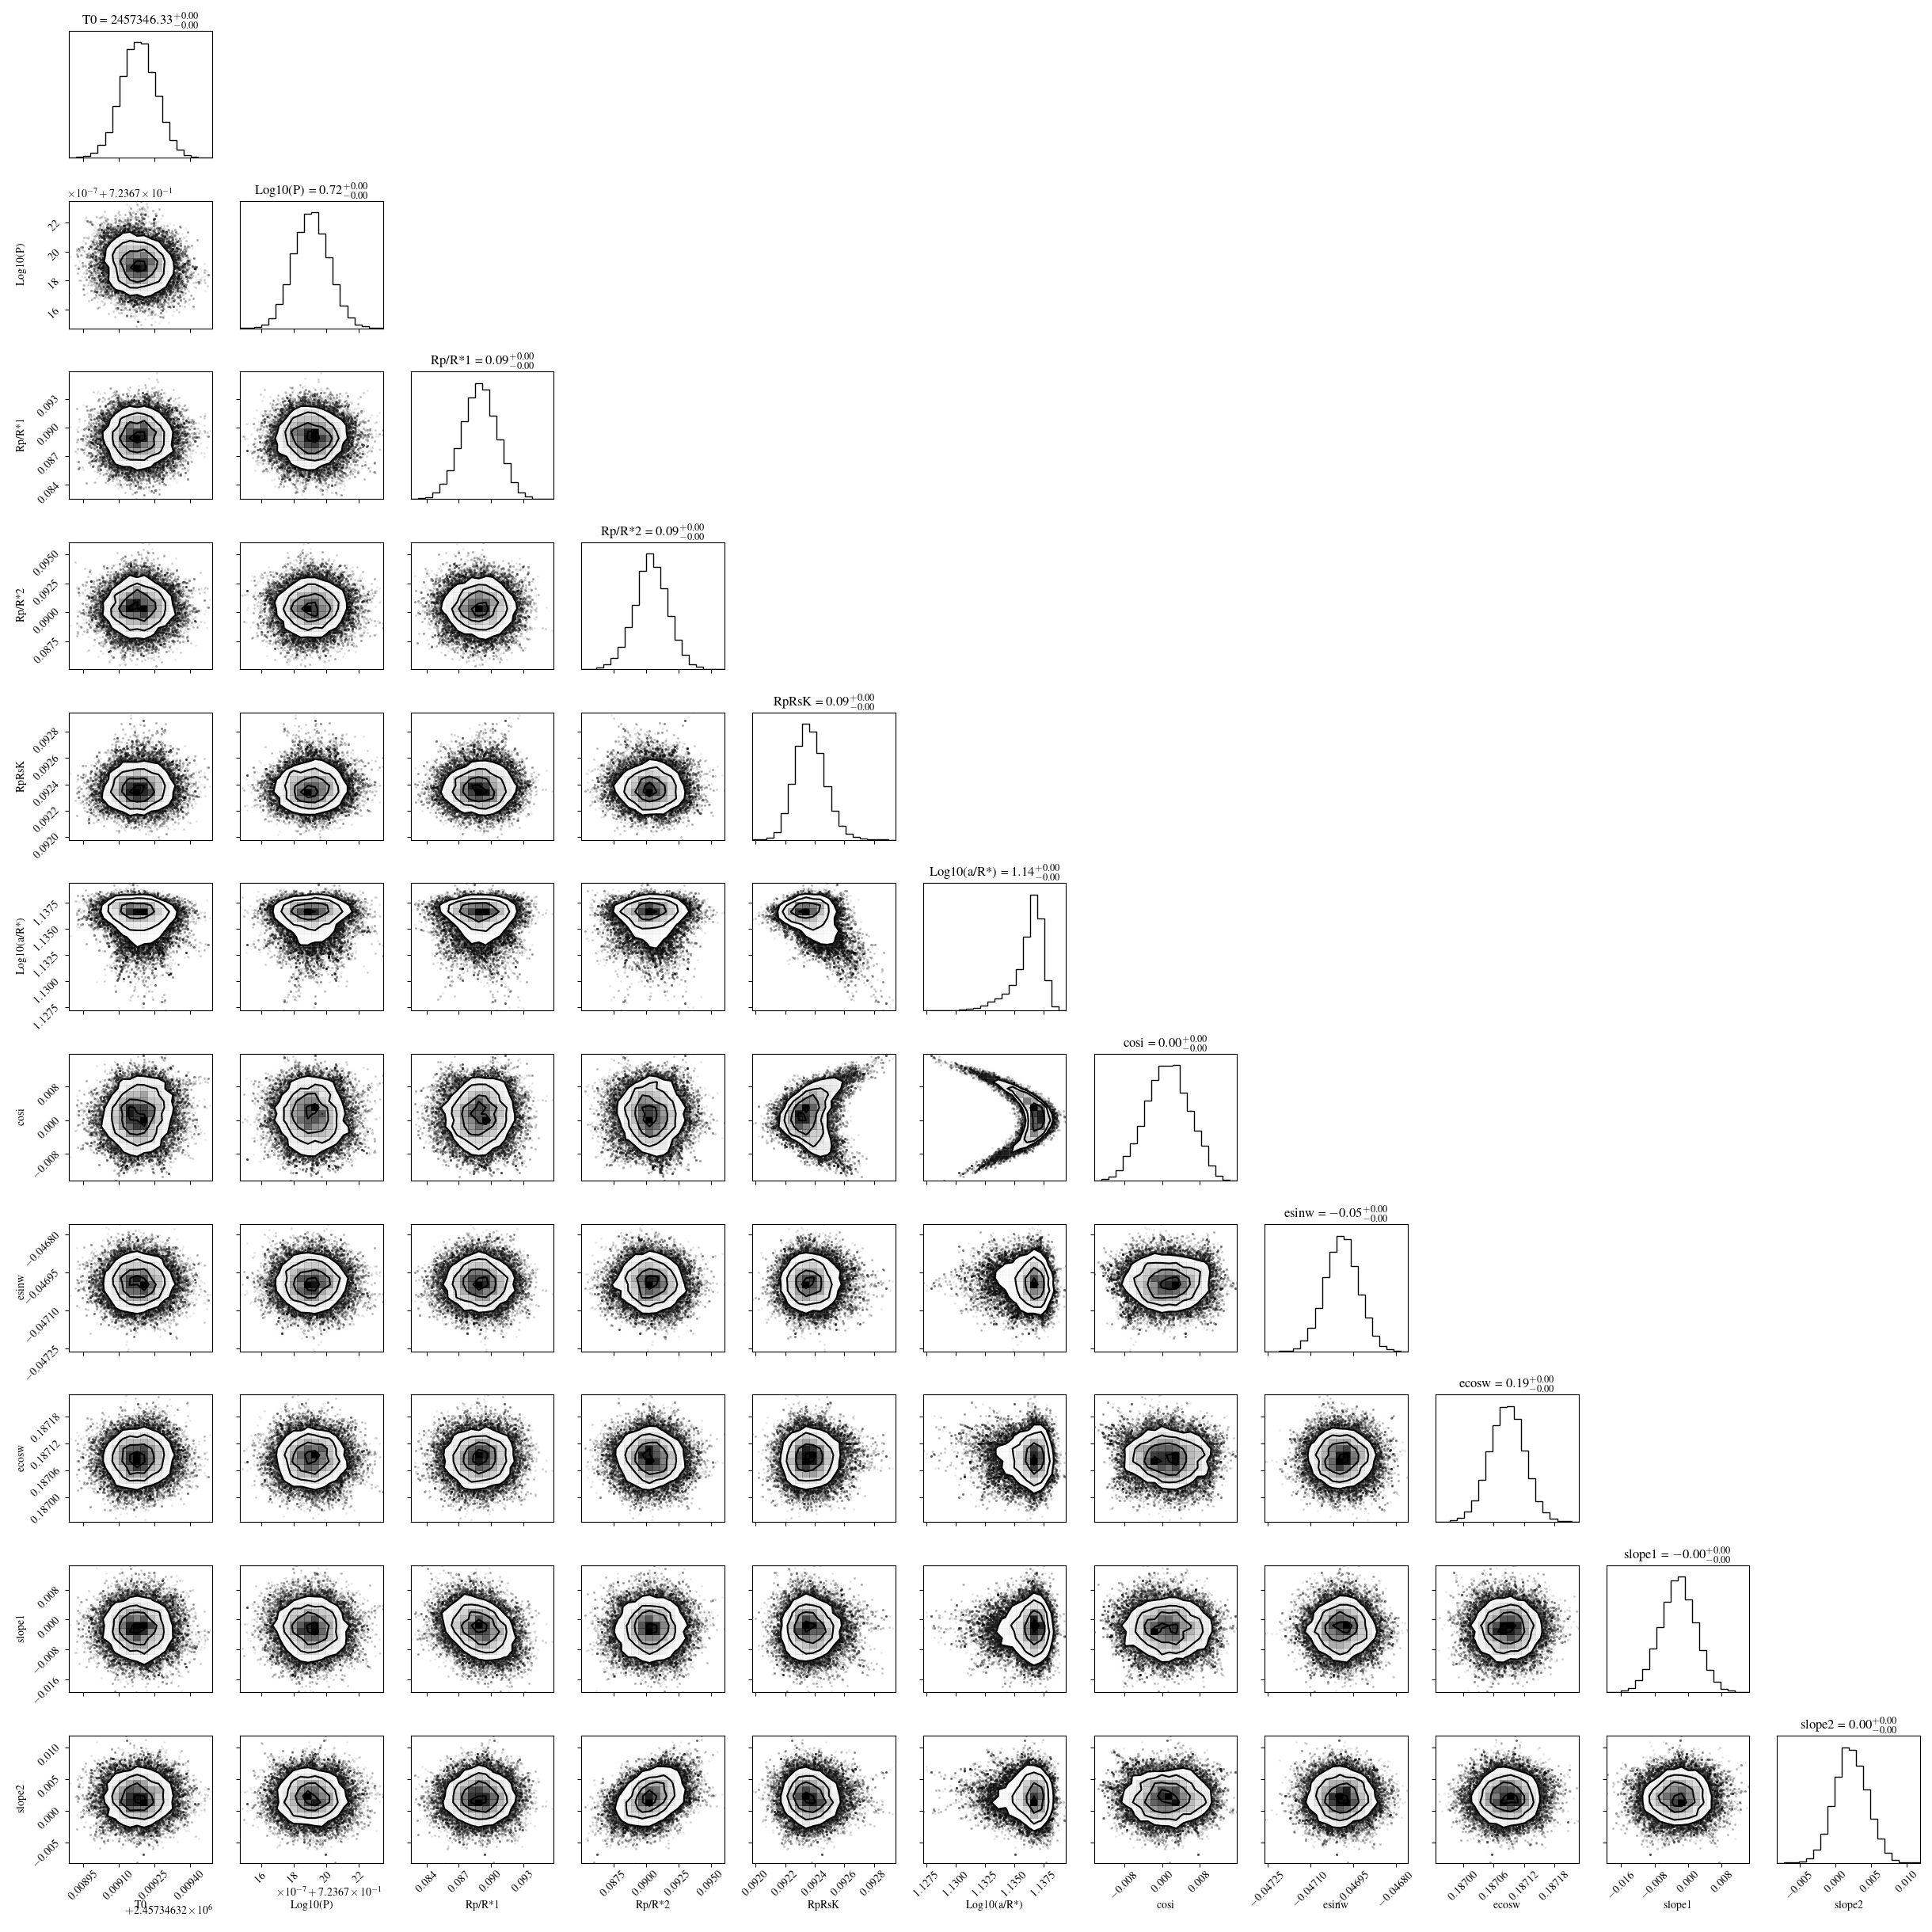 T0 = 2457346.33+0.00−0.00
×10−7 + 7.2367 × 10−1
Log10(P) = 0.72+0.00−0.00
Log10(P)
22
20
18
16
Rp/R*1 = 0.09+0.00−0.00
Rp/R*1
0.093
0.090
0.087
0.084
Rp/R*2 = 0.09+0.00−0.00
Rp/R*2
0.0950
0.0925
0.0900
0.0875
RpRsK = 0.09+0.00−0.00
RpRsK
0.0928
0.0926
0.0924
0.0922
0.0920
Log10(a/R*) = 1.14+0.00−0.00
Log10(a/R*)
1.1375
1.1350
1.1325
1.1300
1.1275
cosi = 0.00+0.00−0.00
cosi
0.008
0.000
−0.008
esinw = −0.05+0.00−0.00
esinw
−0.04680
−0.04695
−0.04710
−0.04725
ecosw = 0.19+0.00−0.00
ecosw
0.18718
0.18712
0.18706
0.18700
slope1 = −0.00+0.00−0.00
slope1
0.008
0.000
−0.008
−0.016
slope2 = 0.00+0.00−0.00
slope2
0.010
0.005
0.000
−0.005
0.00895 0.00910 0.00925 0.00940 16 18 20 22 0.084 0.087 0.090 0.093 0.0875 0.0900 0.0925 0.0950 0.0920 0.0922 0.0924 0.0926 0.0928 1.1275 1.1300 1.1325 1.1350 1.1375 −0.008 0.000 0.008 −0.04725 −0.04710 −0.04695 −0.04680 0.18700 0.18706 0.18712 0.18718 −0.016 −0.008 0.000 0.008 −0.005 0.000 0.005 0.010
×10−7 + 7.2367 × 10−1
T0 Log10(P) Rp/R*1 Rp/R*2 RpRsK Log10(a/R*) cosi esinw ecosw slope1 slope2
+2.45734632 × 106